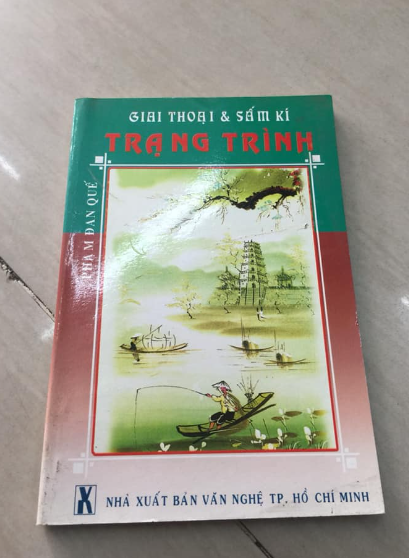 GIAI THOẠI & SẤM KÍ
TRẠNG TRÌNH
PHẠM ĐAN QUẾ
NHÀ XUẤT BẢN VĂN NGHỆ TP. HỒ CHÍ MINH